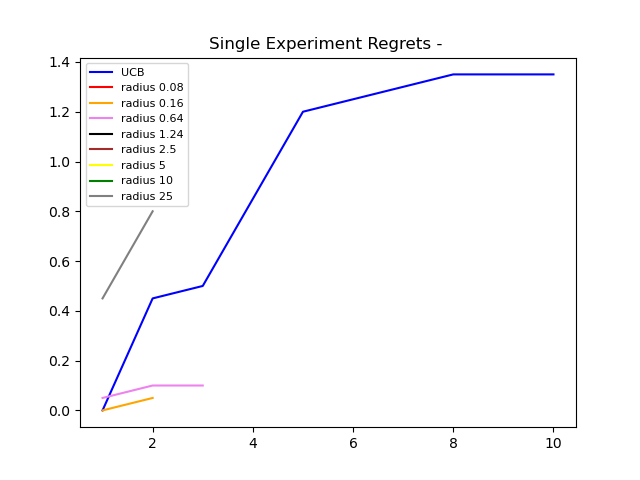 Single Experiment Regrets -
UCB
radius 0.08
radius 0.16
radius 0.64
radius 1.24
radius 2.5
radius 5
radius 10
radius 25
1.4
1.2
1.0
0.8
0.6
0.4
0.2
0.0
2 4 6 8 10